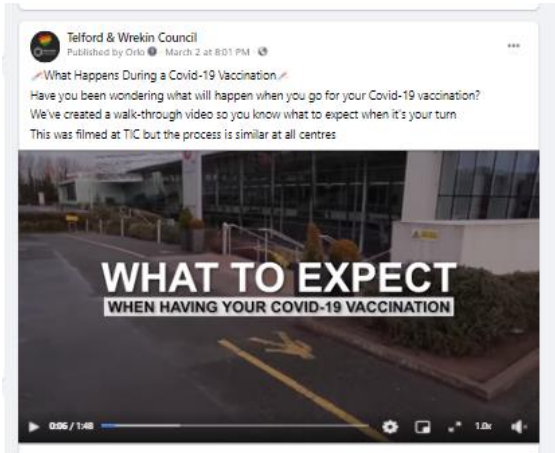 Telford & Wrekin Council
Published by Orlo · March 2 at 8:01 PM ·
What Happens During a Covid-19 Vaccination
Have you been wondering what will happen when you go for your Covid-19 vaccination?
We've created a walk-through video so you know what to expect when it's your turn
This was filmed at TIC but the process is similar at all centres
WHAT TO EXPECT
WHEN HAVING YOUR COVID-19 VACCINATION
0:06 / 1:48
1.0x